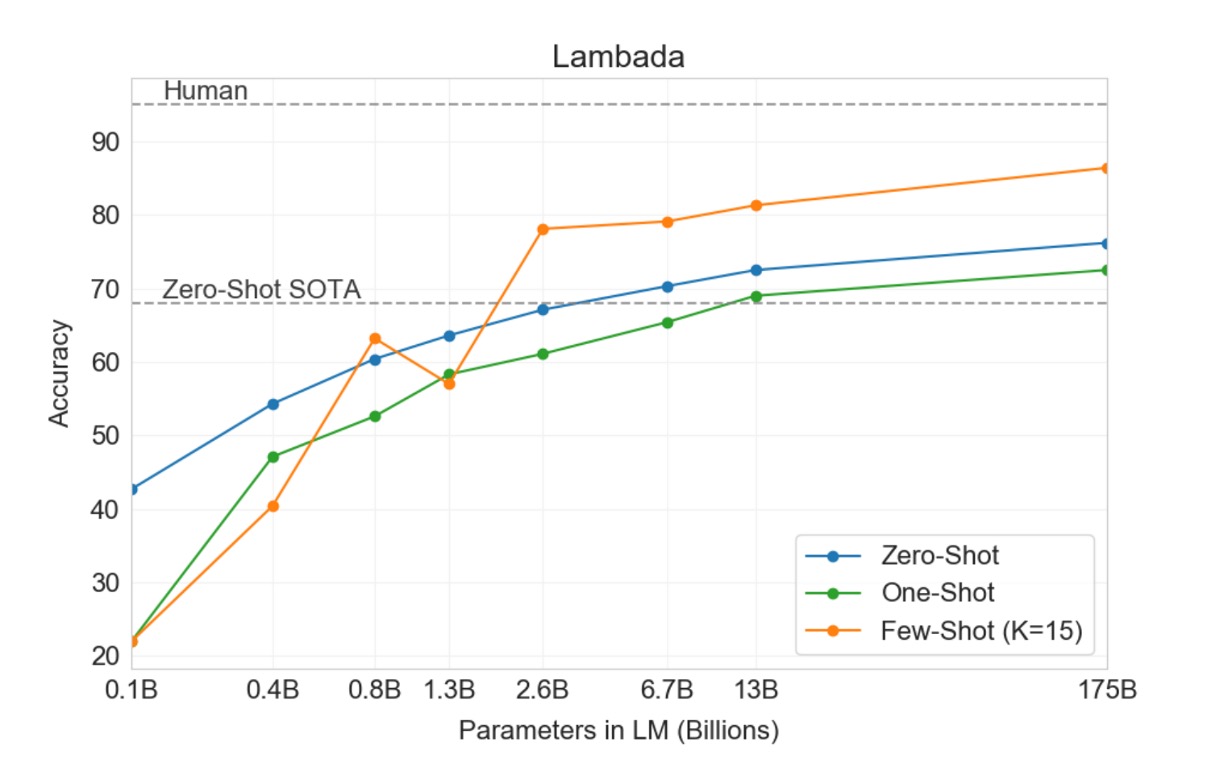 Lambada
Human
90
80
Zero-Shot SOTA
70
60
50
40
30
20
Accuracy
Zero-Shot
One-Shot
Few-Shot (K=15)
0.1B 0.4B 0.8B 1.3B 2.6B 6.7B 13B 175B
Parameters in LM (Billions)